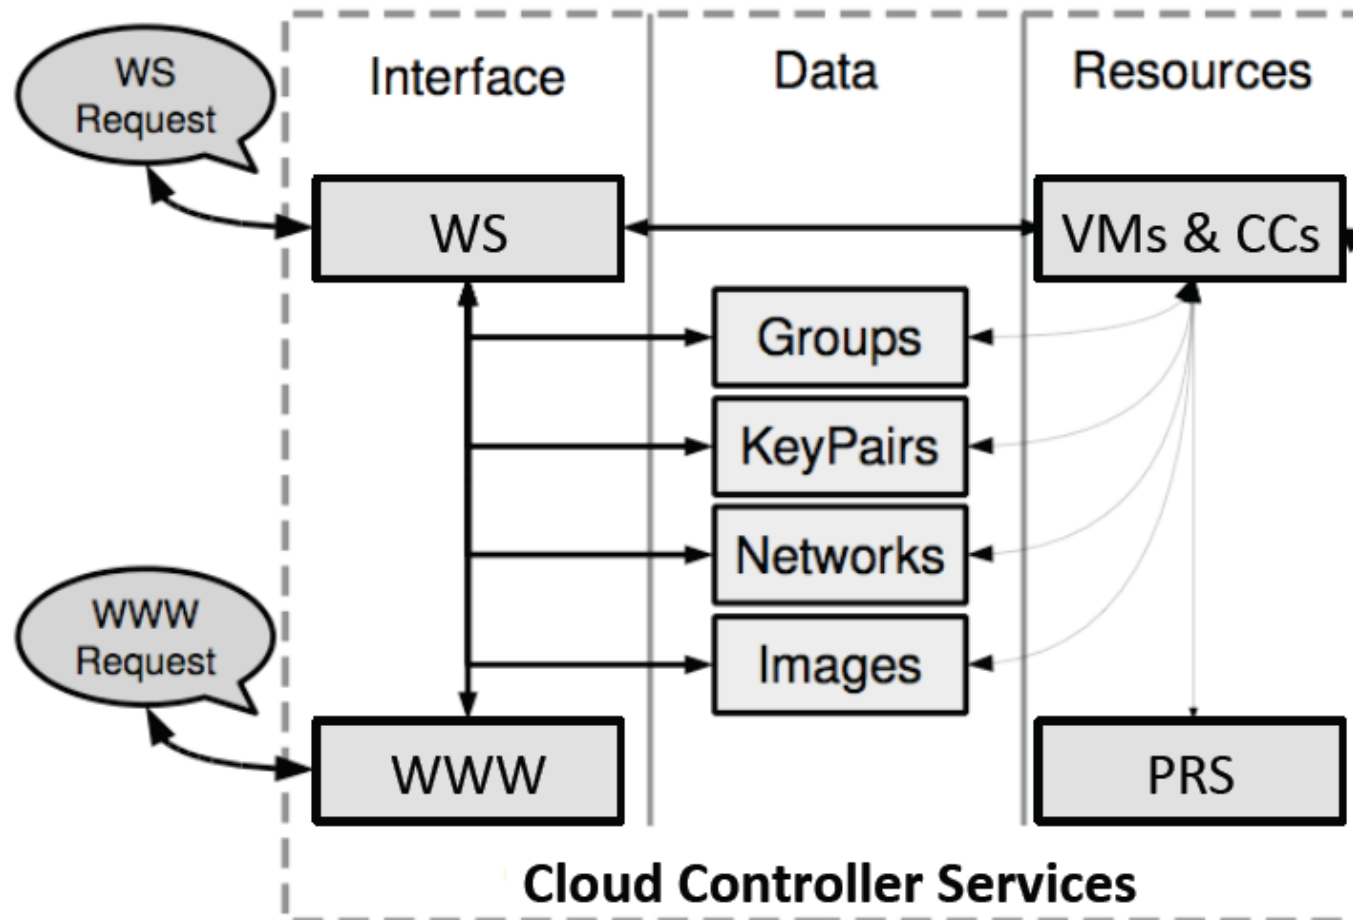 WS
Request
Interface
Data
Resources
WS
VMs & CCs
Groups
KeyPairs
Networks
Images
WWW
Request
WWW
PRS
Cloud Controller Services